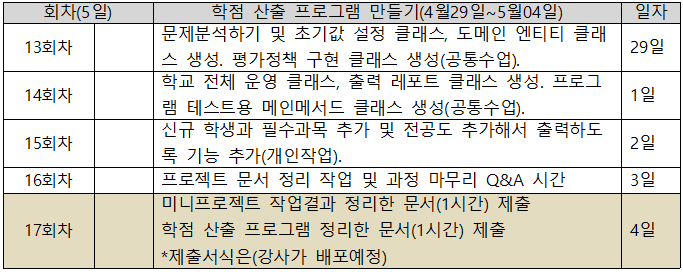 회차(5일) 학점 산출 프로그램 만들기(4월29일~5월04일) 일자
13회차 문제분석하기 및 초기값 설정 클래스, 도메인 엔티티 클래
스 생성. 평가정책 구현 클래스 생성(공통수업). 29일
14회차 학교 전체 운영 클래스, 출력 레포트 클래스 생성. 프로그
램 테스트용 메인메서드 클래스 생성(공통수업). 1일
15회차 신규 학생과 필수과목 추가 및 전공도 추가해서 출력하도
록 기능 추가(개인작업). 2일
16회차 프로젝트 문서 정리 작업 및 과정 마무리 Q&A 시간 3일
미니프로젝트 작업결과 정리한 문서(1시간) 제출
17회차 학점 산출 프로그램 정리한 문서(1시간) 제출 4일
*제출서식은(강사가 배포예정)